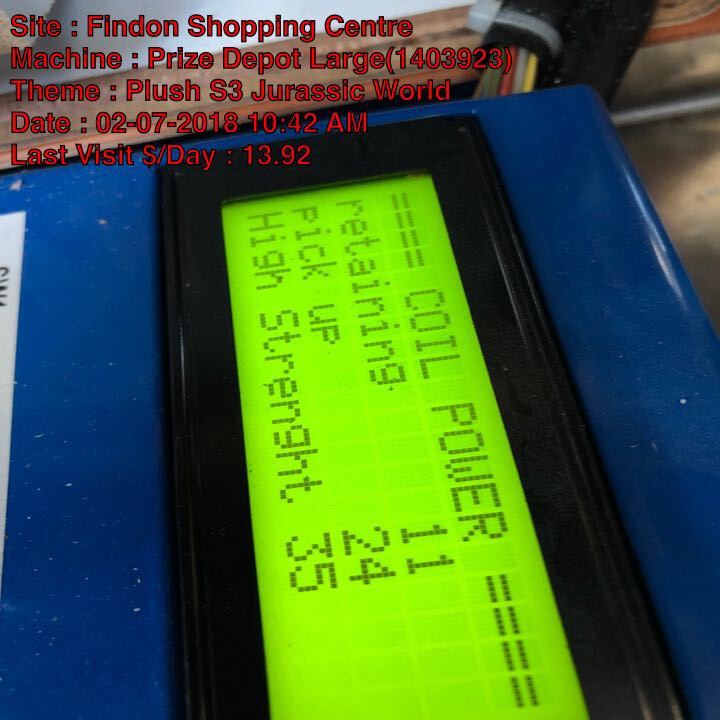 Site : Findon Shopping Centre
Machine : Prize Depot Large(1403923)
Theme : Plush S3 Jurassic World
Date : 02-07-2018 10:42 AM
Last Visit $/Day : 13.92
==== COIL POWER ====
retaining 11
Pick up 24
High Strenght. 35